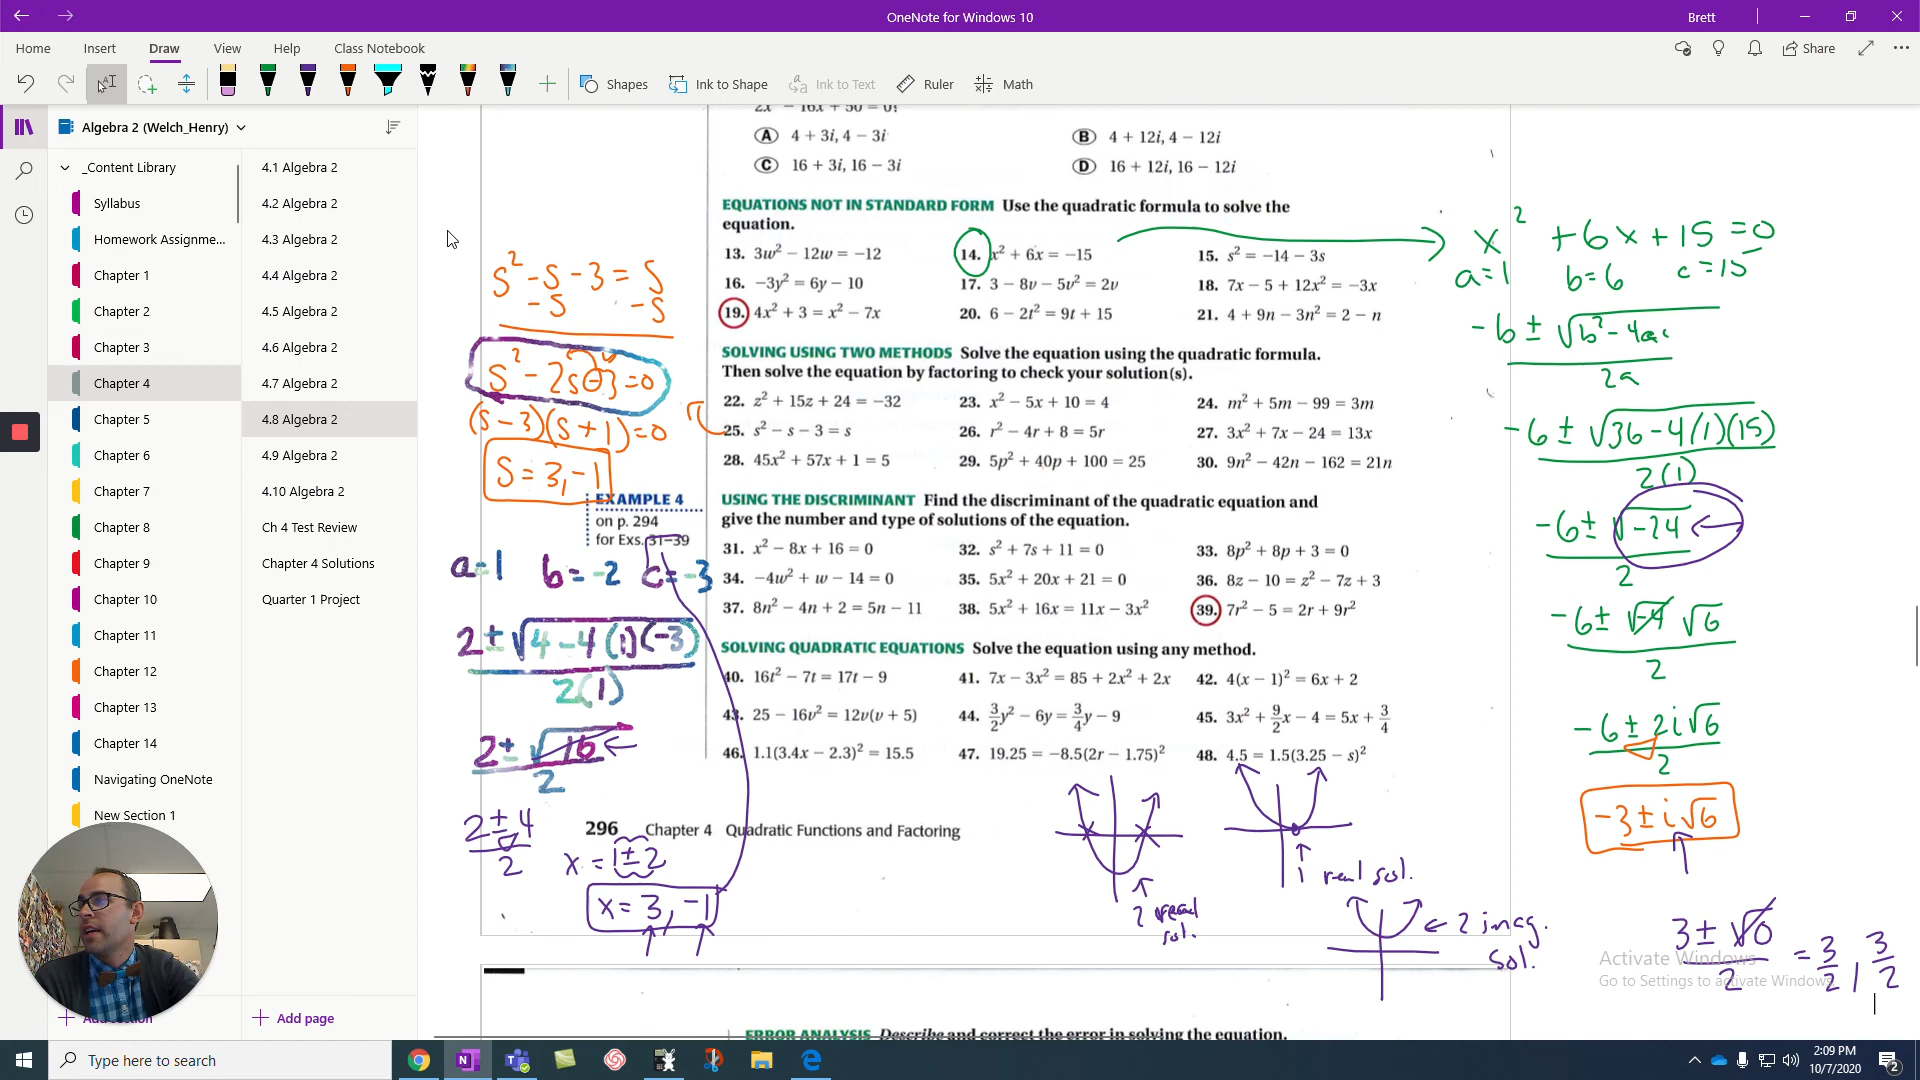 OneNote for Windows 10
Brett
Home Insert Draw View Help Class Notebook
Share
Shapes Ink to Shape Ink to Text Ruler Math
Algebra 2 (Welch_Henry)
_Content Library
Syllabus
Homework Assignme...
Chapter 1
Chapter 2
Chapter 3
Chapter 4
Chapter 5
Chapter 6
Chapter 7
Chapter 8
Chapter 9
Chapter 10
Chapter 11
Chapter 12
Chapter 13
Chapter 14
Navigating OneNote
New Section 1
Add section
4.1 Algebra 2
4.2 Algebra 2
4.3 Algebra 2
4.4 Algebra 2
4.5 Algebra 2
4.6 Algebra 2
4.7 Algebra 2
4.8 Algebra 2
4.9 Algebra 2
4.10 Algebra 2
Ch 4 Test Review
Chapter 4 Solutions
Quarter 1 Project
Add page
s² - s - 3 = s
- s - s
s² - 2s - 3 = 0
(s - 3)(s + 1) = 0
s = 3, -1
EXAMPLE 4
on p. 294
for Exs. 31–39
a=1 b=-2 c=-3
2 ± √4 - 4(1)(-3)
2(1)
2 ± √16
2
2 ± 4
2
x = 1 ± 2
x = 3, -1
2x² − 16x + 50 = 0?
A 4 + 3i, 4 − 3i B 4 + 12i, 4 − 12i
C 16 + 3i, 16 − 3i D 16 + 12i, 16 − 12i
EQUATIONS NOT IN STANDARD FORM Use the quadratic formula to solve the
equation.
13. 3w² − 12w = −12 14. x² + 6x = −15 15. s² = −14 − 3s
16. −3y² = 6y − 10 17. 3 − 8v − 5v² = 2v 18. 7x − 5 + 12x² = −3x
19. 4x² + 3 = x² − 7x 20. 6 − 2t² = 9t + 15 21. 4 + 9n − 3n² = 2 − n
SOLVING USING TWO METHODS Solve the equation using the quadratic formula.
Then solve the equation by factoring to check your solution(s).
22. z² + 15z + 24 = −32 23. x² − 5x + 10 = 4 24. m² + 5m − 99 = 3m
25. s² − s − 3 = s 26. r² − 4r + 8 = 5r 27. 3x² + 7x − 24 = 13x
28. 45x² + 57x + 1 = 5 29. 5p² + 40p + 100 = 25 30. 9n² − 42n − 162 = 21n
USING THE DISCRIMINANT Find the discriminant of the quadratic equation and
give the number and type of solutions of the equation.
31. x² − 8x + 16 = 0 32. s² + 7s + 11 = 0 33. 8p² + 8p + 3 = 0
34. −4w² + w − 14 = 0 35. 5x² + 20x + 21 = 0 36. 8z − 10 = z² − 7z + 3
37. 8n² − 4n + 2 = 5n − 11 38. 5x² + 16x = 11x − 3x² 39. 7r² − 5 = 2r + 9r²
SOLVING QUADRATIC EQUATIONS Solve the equation using any method.
40. 16t² − 7t = 17t − 9 41. 7x − 3x² = 85 + 2x² + 2x 42. 4(x − 1)² = 6x + 2
43. 25 − 16v² = 12v(v + 5) 44. 3/2y² − 6y = 3/4y − 9 45. 3x² + 9/2x − 4 = 5x + 3/4
46. 1.1(3.4x − 2.3)² = 15.5 47. 19.25 = −8.5(2r − 1.75)² 48. 4.5 = 1.5(3.25 − s)²
296 Chapter 4 Quadratic Functions and Factoring
2 real
sol.
1 real sol.
2 imag.
sol.
ERROR ANALYSIS Describe and correct the error in solving the equation.
x² + 6x + 15 = 0
a=1 b=6 c=15
-b ± √b² - 4ac
2a
-6 ± √36 - 4(1)(15)
2(1)
-6 ± √-24
2
-6 ± √-4 √6
2
-6 ± 2i√6
2
-3 ± i√6
3 ± √0
2
= 3/2, 3/2
Activate Windows
Go to Settings to activate Windows.
Type here to search
2:09 PM
10/7/2020
2